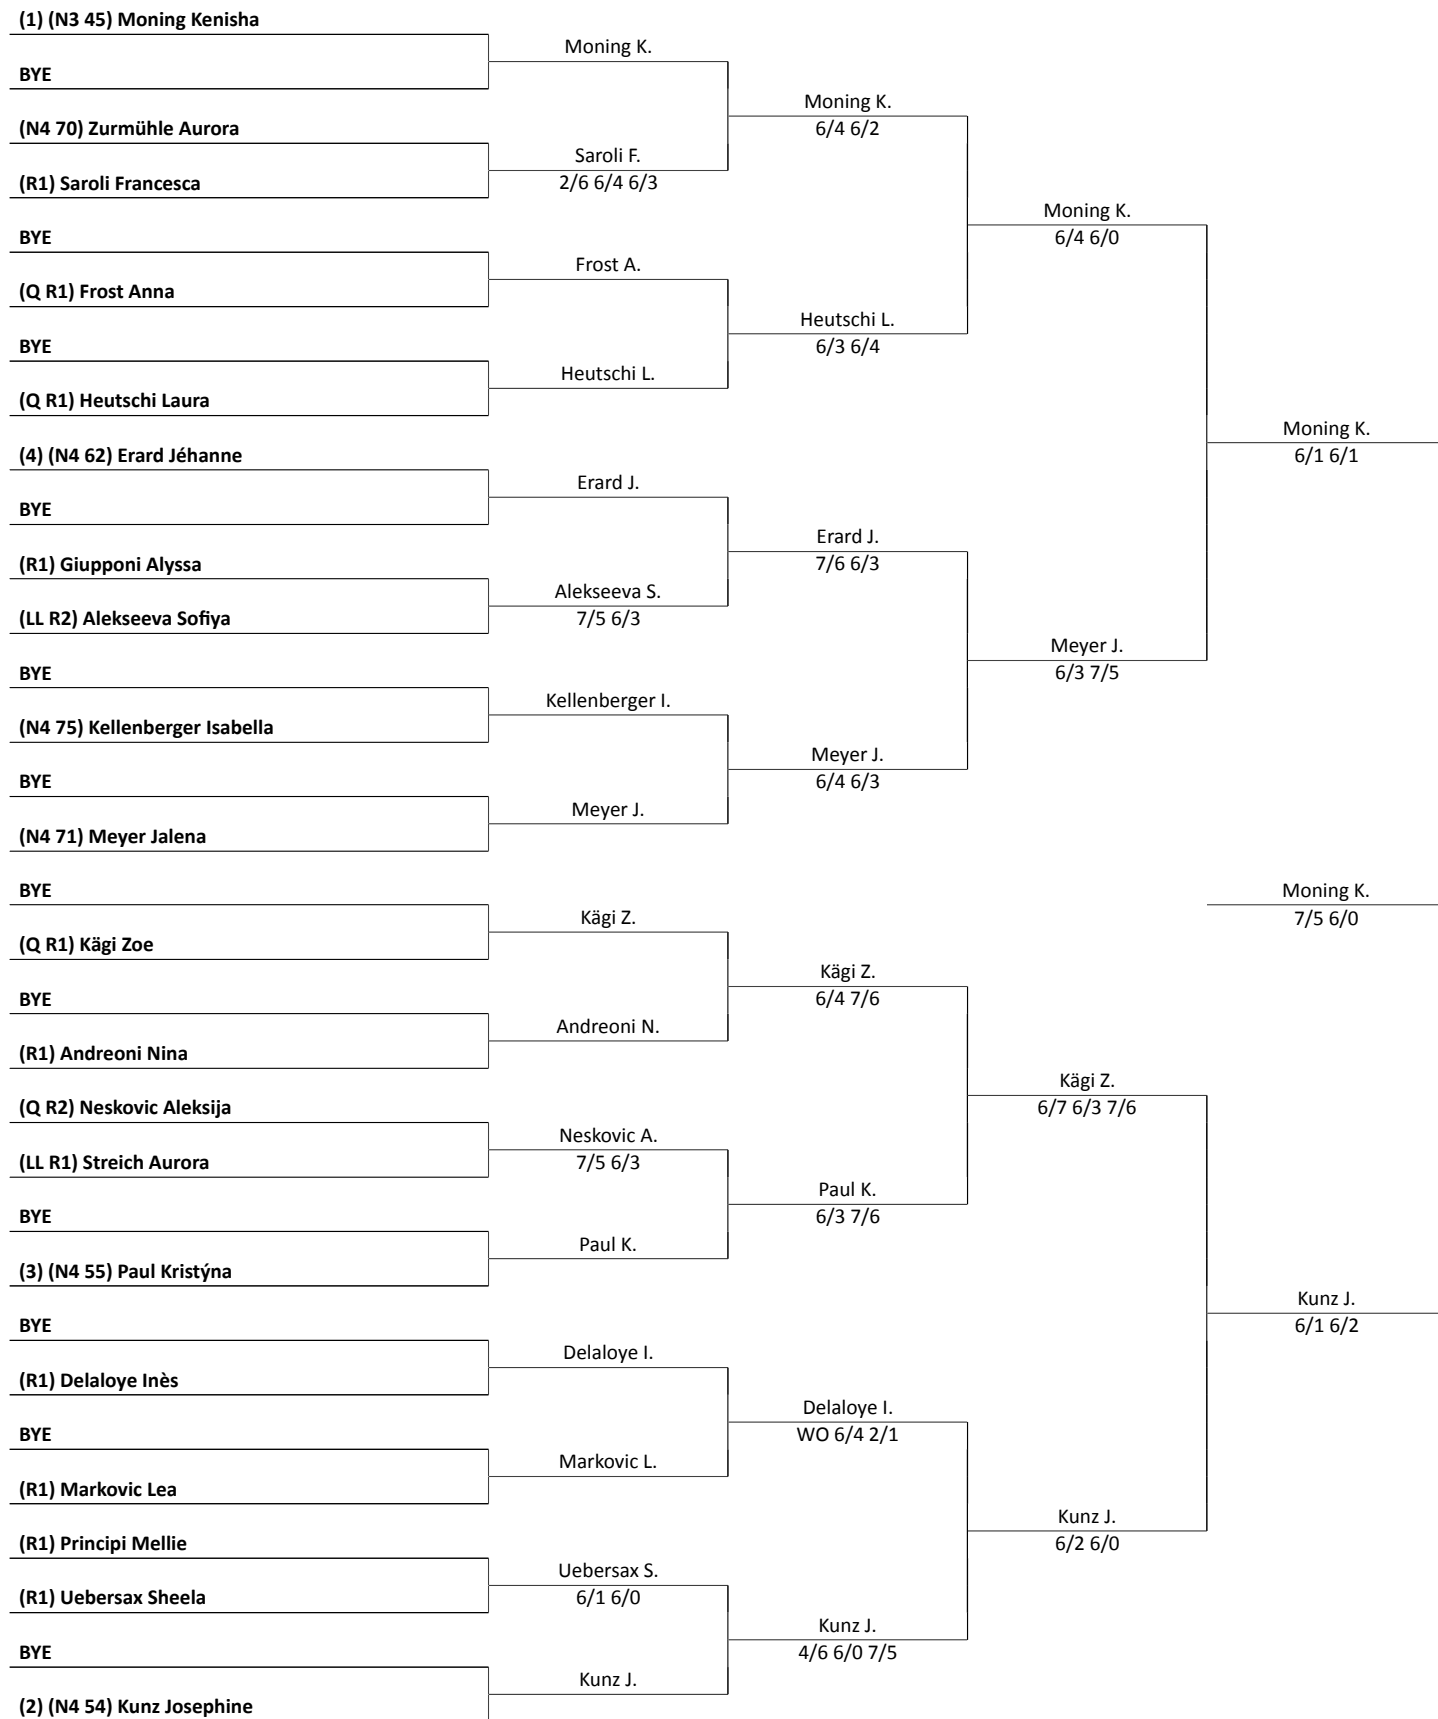 (1) (N3 45) Moning Kenisha
BYE
(N4 70) Zurmühle Aurora
(R1) Saroli Francesca
BYE
(Q R1) Frost Anna
BYE
(Q R1) Heutschi Laura
(4) (N4 62) Erard Jéhanne
BYE
(R1) Giupponi Alyssa
(LL R2) Alekseeva Sofiya
BYE
(N4 75) Kellenberger Isabella
BYE
(N4 71) Meyer Jalena
BYE
(Q R1) Kägi Zoe
BYE
(R1) Andreoni Nina
(Q R2) Neskovic Aleksija
(LL R1) Streich Aurora
BYE
(3) (N4 55) Paul Kristýna
BYE
(R1) Delaloye Inès
BYE
(R1) Markovic Lea
(R1) Principi Mellie
(R1) Uebersax Sheela
BYE
(2) (N4 54) Kunz Josephine
Moning K.
Saroli F.
2/6 6/4 6/3
Frost A.
Heutschi L.
Erard J.
Alekseeva S.
7/5 6/3
Kellenberger I.
Meyer J.
Kägi Z.
Andreoni N.
Neskovic A.
7/5 6/3
Paul K.
Delaloye I.
Markovic L.
Uebersax S.
6/1 6/0
Kunz J.
Moning K.
6/4 6/2
Heutschi L.
6/3 6/4
Erard J.
7/6 6/3
Meyer J.
6/4 6/3
Kägi Z.
6/4 7/6
Paul K.
6/3 7/6
Delaloye I.
WO 6/4 2/1
Kunz J.
4/6 6/0 7/5
Moning K.
6/4 6/0
Meyer J.
6/3 7/5
Kägi Z.
6/7 6/3 7/6
Kunz J.
6/2 6/0
Moning K.
6/1 6/1
Moning K.
7/5 6/0
Kunz J.
6/1 6/2